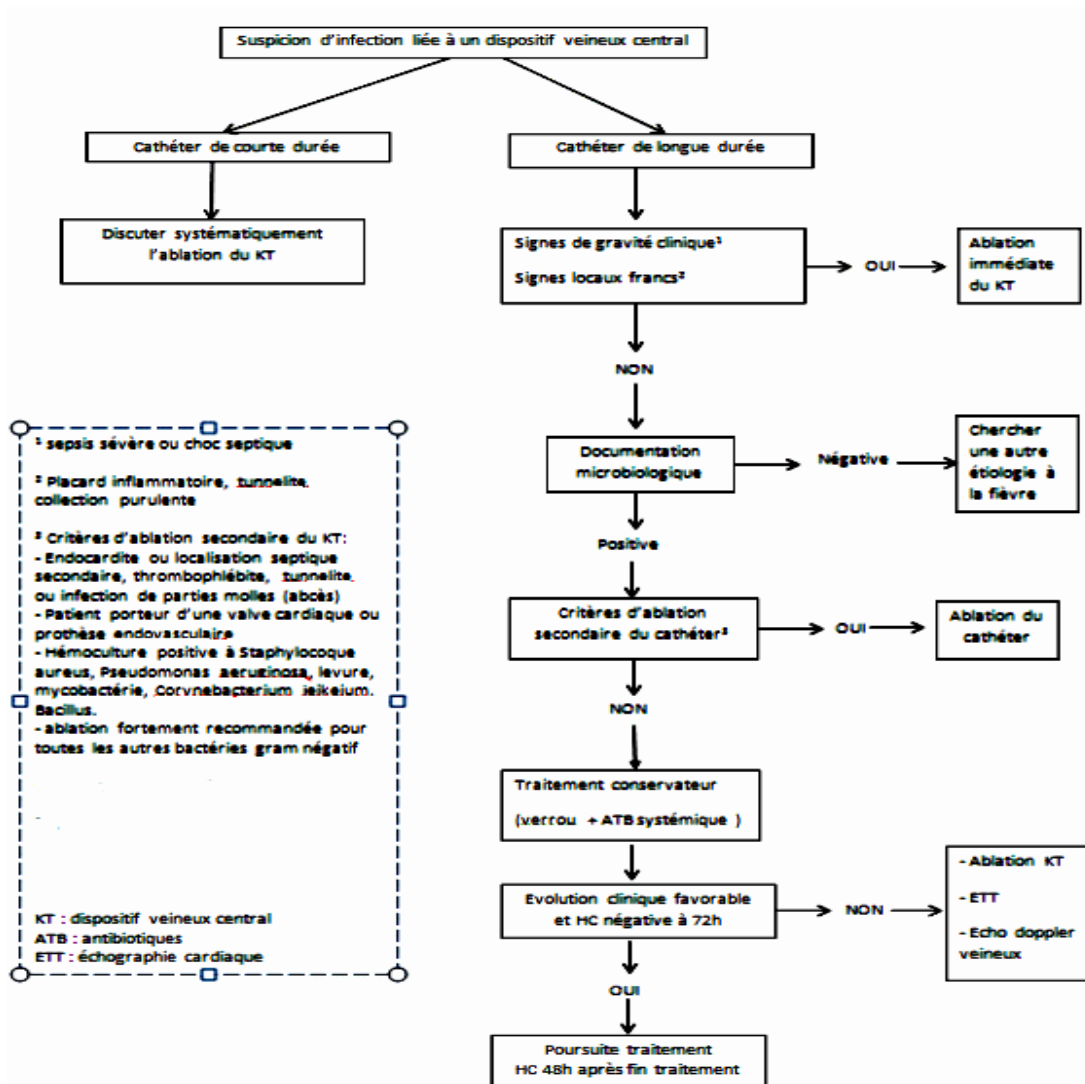 Suspicion d'infection liée à un dispositif veineux central
Cathéter de courte durée
Cathéter de longue durée
Discuter systématiquement
l'ablation du KT
Signes de gravité clinique¹
Signes locaux francs²
OUI
Ablation
immédiate
du KT
NON
Documentation
microbiologique
Négative
Chercher
une autre
étiologie à
la fièvre
Positive
Critères d'ablation
secondaire du cathéter³
OUI
Ablation du
cathéter
NON
Traitement conservateur
(verrou + ATB systémique )
Evolution clinique favorable
et HC négative à 72h
NON
- Ablation KT
- ETT
- Echo doppler
veineux
OUI
Poursuite traitement
HC 48h après fin traitement
¹ sepsis sévère ou choc septique
² Placard inflammatoire, tunnelite,
collection purulente
³ Critères d'ablation secondaire du KT:
- Endocardite ou localisation septique
secondaire, thrombophlébite, tunnelite,
ou infection de parties molles (abcès)
- Patient porteur d'une valve cardiaque ou
prothèse endovasculaire
- Hémoculture positive à Staphylocoque
aureus, Pseudomonas aeruginosa, levure,
mycobactérie, Corynebacterium jeikeium.
Bacillus.
- ablation fortement recommandée pour
toutes les autres bactéries gram négatif
-
KT : dispositif veineux central
ATB : antibiotiques
ETT : échographie cardiaque